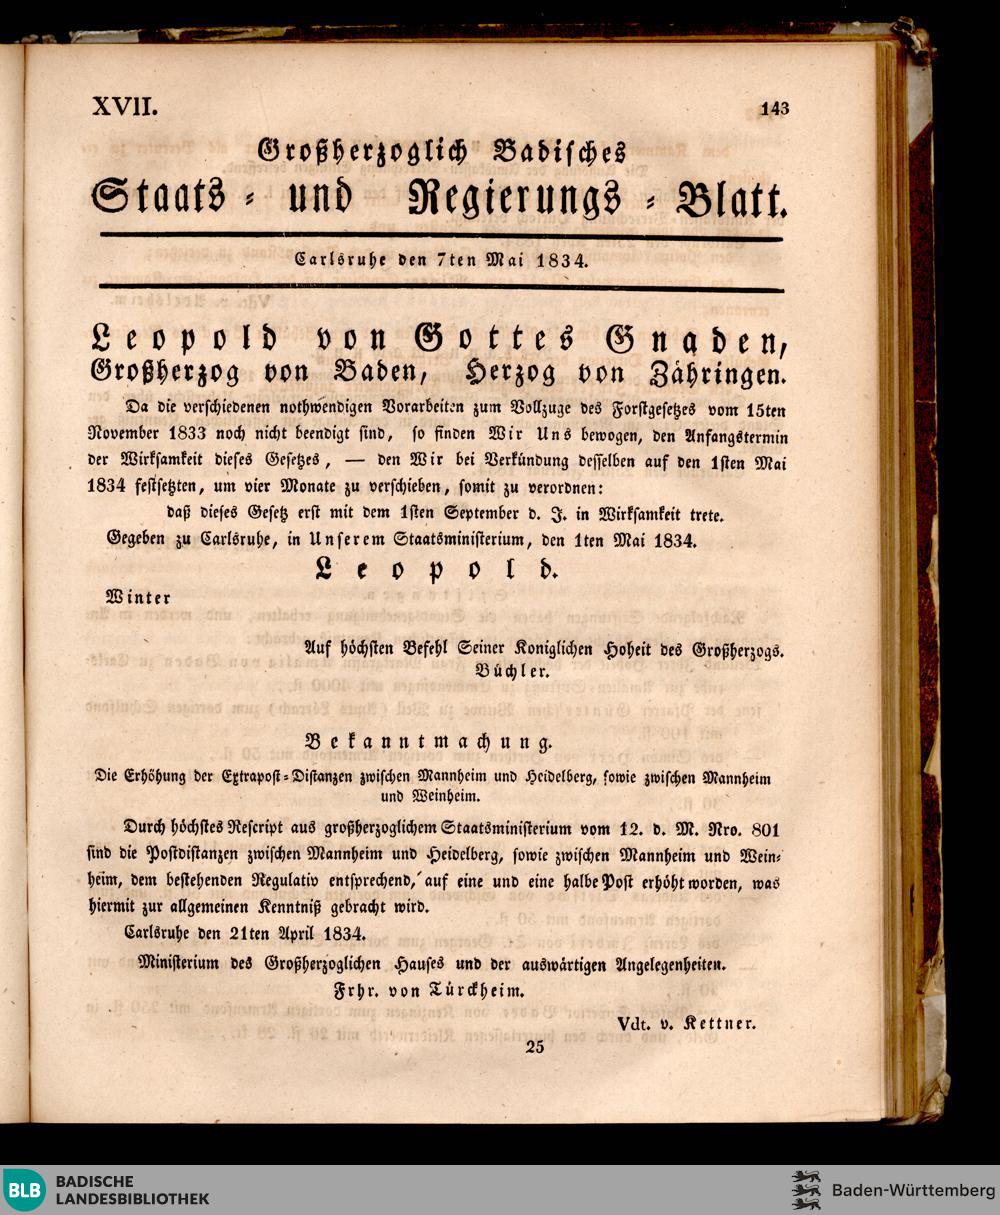 XVII.
143
Großherzoglich Badisches
Staats- und Regierungs-Blatt.
Carlsruhe den 7ten Mai 1834.
Leopold von Gottes Gnaden,
Großherzog von Baden, Herzog von Zähringen.
Da die verschiedenen nothwendigen Vorarbeiten zum Vollzuge des Forstgesetzes vom 15ten
November 1833 noch nicht beendigt sind, so finden Wir Uns bewogen, den Anfangstermin
der Wirksamkeit dieses Gesetzes, — den Wir bei Verkündung desselben auf den 1sten Mai
1834 festsetzten, um vier Monate zu verschieben, somit zu verordnen:
daß dieses Gesetz erst mit dem 1sten September d. J. in Wirksamkeit trete.
Gegeben zu Carlsruhe, in Unserem Staatsministerium, den 1ten Mai 1834.
Leopold.
Winter
Auf höchsten Befehl Seiner Koniglichen Hoheit des Großherzogs.
Büchler.
Bekanntmachung.
Die Erhöhung der Extrapost-Distanzen zwischen Mannheim und Heidelberg, sowie zwischen Mannheim
und Weinheim.
Durch höchstes Rescript aus großherzoglichem Staatsministerium vom 12. d. M. Nro. 801
sind die Postdistanzen zwischen Mannheim und Heidelberg, sowie zwischen Mannheim und Wein-
heim, dem bestehenden Regulativ entsprechend, auf eine und eine halbe Post erhöht worden, was
hiermit zur allgemeinen Kenntniß gebracht wird.
Carlsruhe den 21ten April 1834.
Ministerium des Großherzoglichen Hauses und der auswärtigen Angelegenheiten.
Frhr. von Türckheim.
Vdt. v. Kettner.
25
BLB BADISCHE
LANDESBIBLIOTHEK
Baden-Württemberg